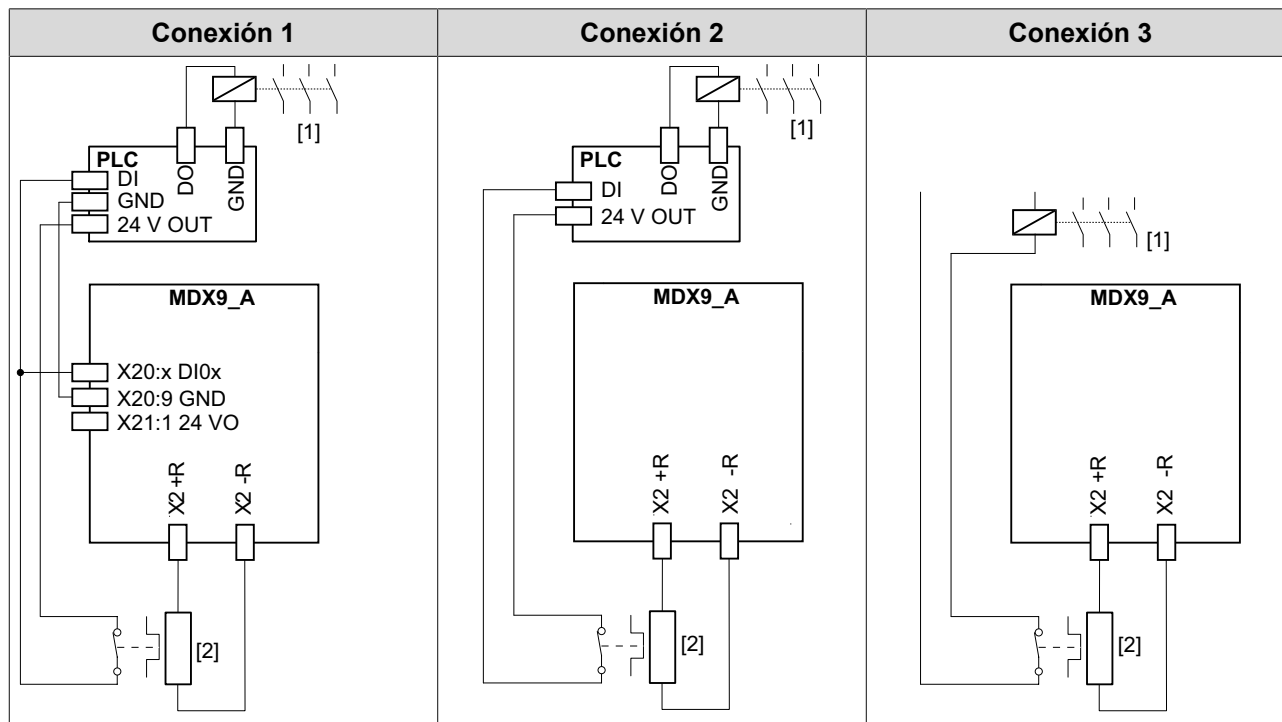 Conexión 1
Conexión 2
Conexión 3
[1]
PLC
DI
GND
24 V OUT
DO
GND
MDX9_A
X20:x DI0x
X20:9 GND
X21:1 24 VO
X2 +R
X2 -R
[2]
[1]
PLC
DI
24 V OUT
DO
GND
MDX9_A
X2 +R
X2 -R
[2]
[1]
MDX9_A
X2 +R
X2 -R
[2]